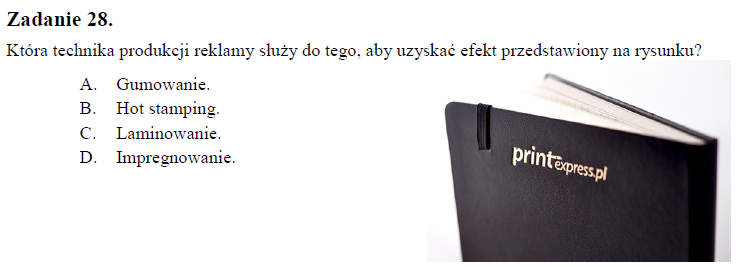 Zadanie 28.
Która technika produkcji reklamy służy do tego, aby uzyskać efekt przedstawiony na rysunku?
A. Gumowanie.
B. Hot stamping.
C. Laminowanie.
D. Impregnowanie.
printexpress.pl